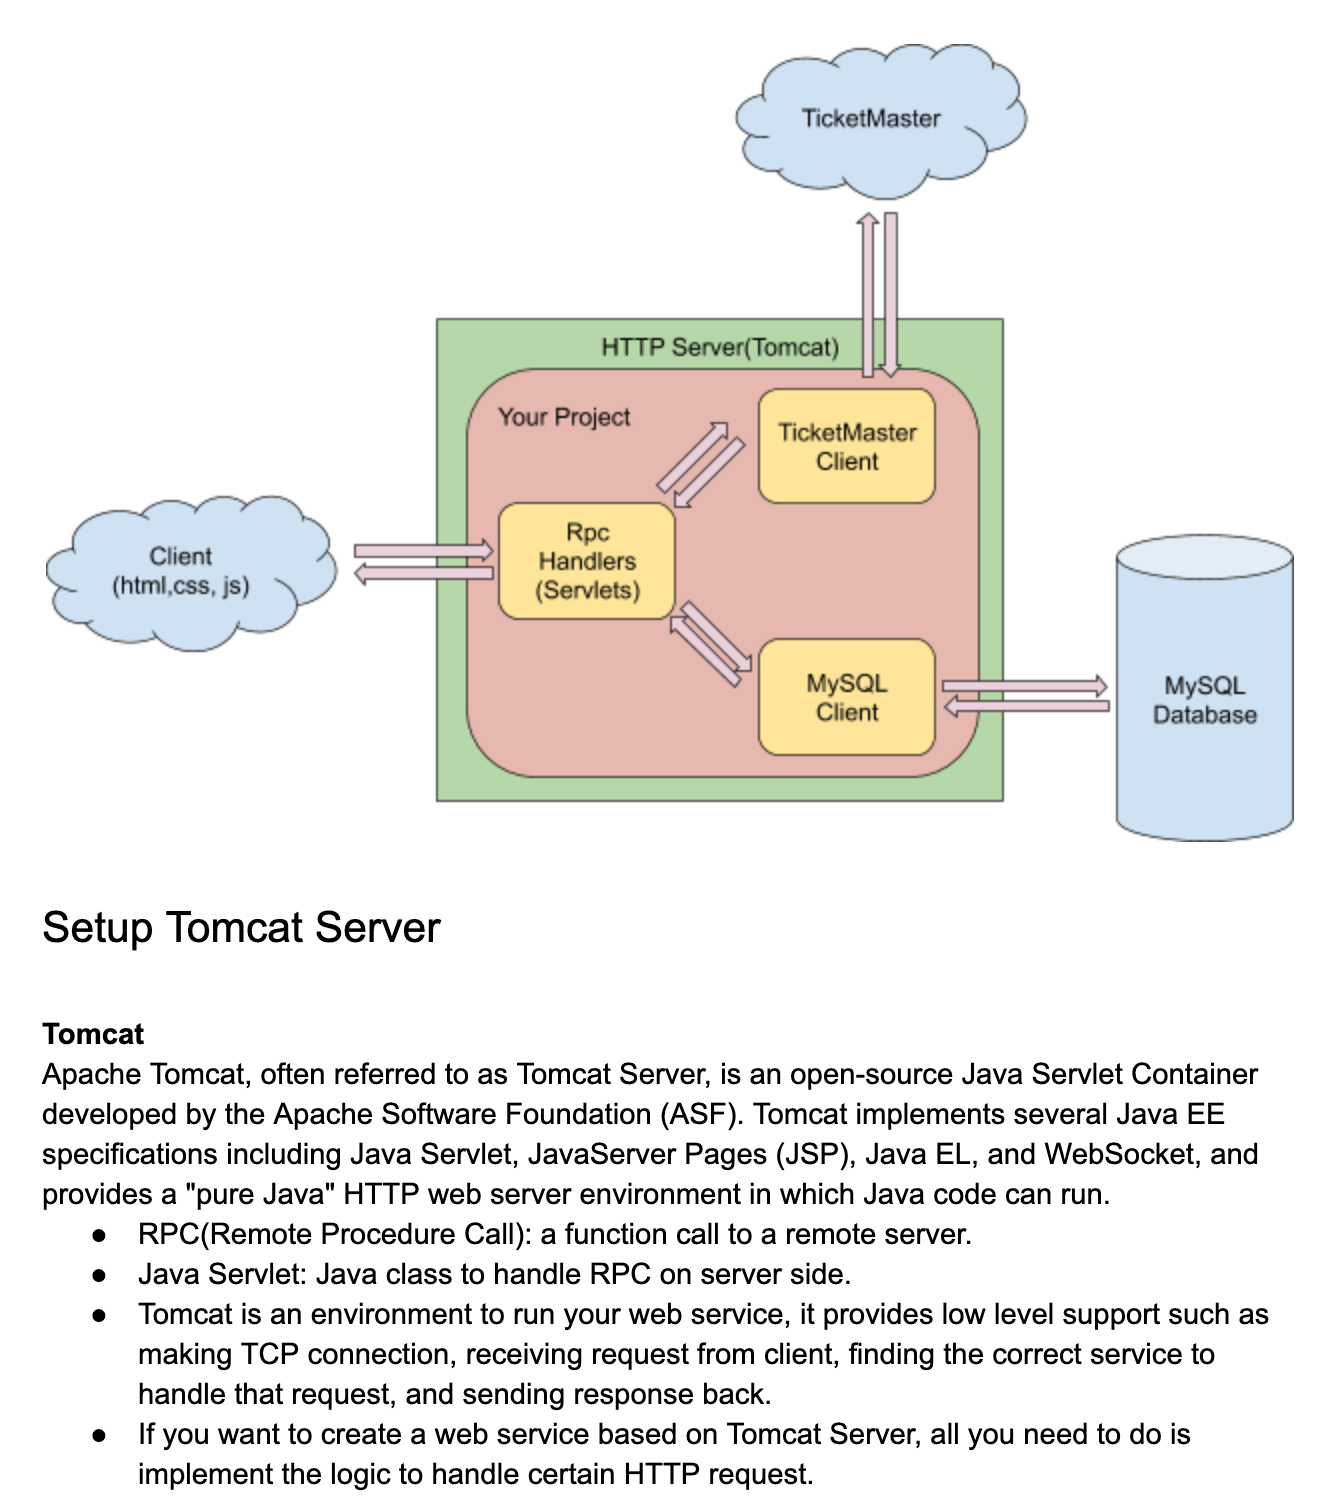 TicketMaster
HTTP Server(Tomcat)
Your Project
TicketMaster
Client
Rpc
Handlers
(Servlets)
Client
(html,css, js)
MySQL
Client
MySQL
Database
Setup Tomcat Server
Tomcat
Apache Tomcat, often referred to as Tomcat Server, is an open-source Java Servlet Container
developed by the Apache Software Foundation (ASF). Tomcat implements several Java EE
specifications including Java Servlet, JavaServer Pages (JSP), Java EL, and WebSocket, and
provides a "pure Java" HTTP web server environment in which Java code can run.
● RPC(Remote Procedure Call): a function call to a remote server.
● Java Servlet: Java class to handle RPC on server side.
● Tomcat is an environment to run your web service, it provides low level support such as
making TCP connection, receiving request from client, finding the correct service to
handle that request, and sending response back.
● If you want to create a web service based on Tomcat Server, all you need to do is
implement the logic to handle certain HTTP request.